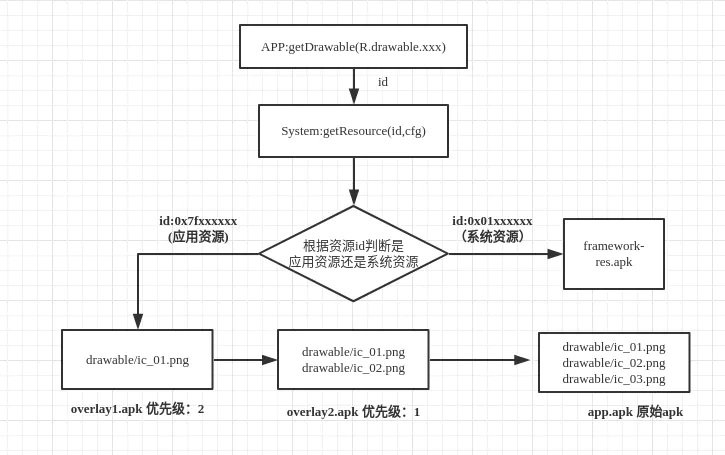 APP:getDrawable(R.drawable.xxx)
id
System:getResource(id,cfg)
id:0x7fxxxxxx
(应用资源)
id:0x01xxxxxx
（系统资源）
根据资源id判断是
应用资源还是系统资源
framework-
res.apk
drawable/ic_01.png
overlay1.apk 优先级：2
drawable/ic_01.png
drawable/ic_02.png
overlay2.apk 优先级：1
drawable/ic_01.png
drawable/ic_02.png
drawable/ic_03.png
app.apk 原始apk